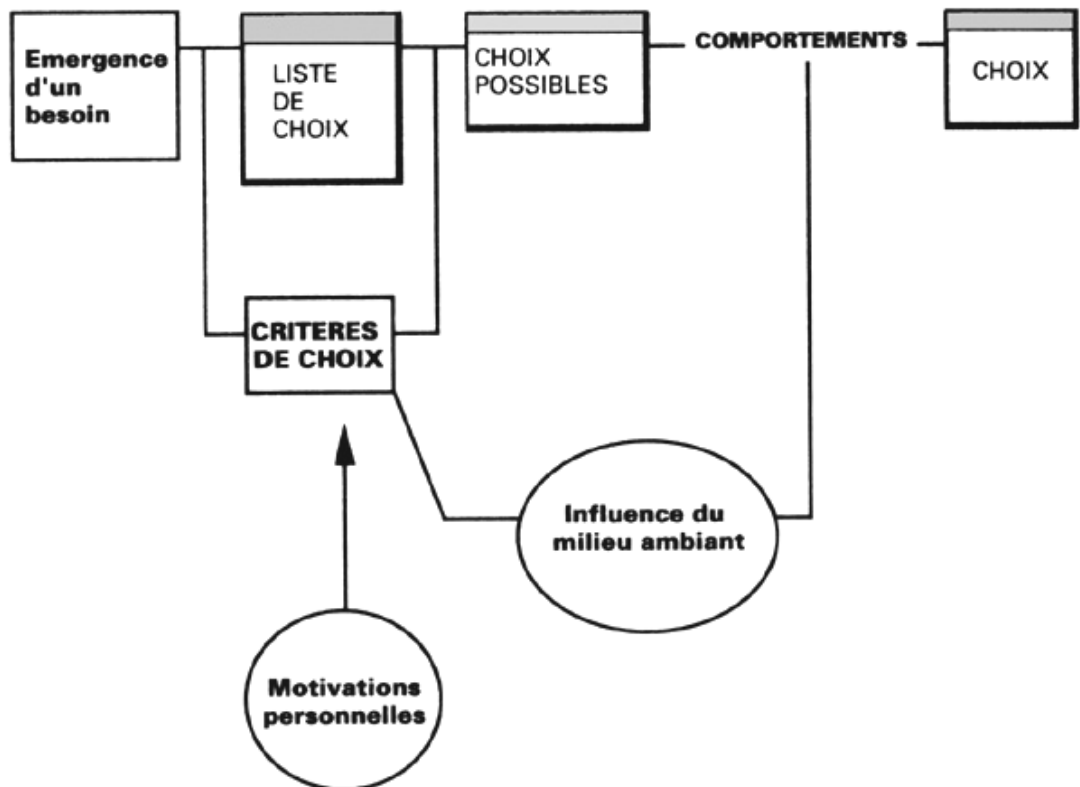 Emergence
d'un
besoin
LISTE
DE
CHOIX
CHOIX
POSSIBLES
COMPORTEMENTS
CHOIX
CRITERES
DE CHOIX
Influence du
milieu ambiant
Motivations
personnelles